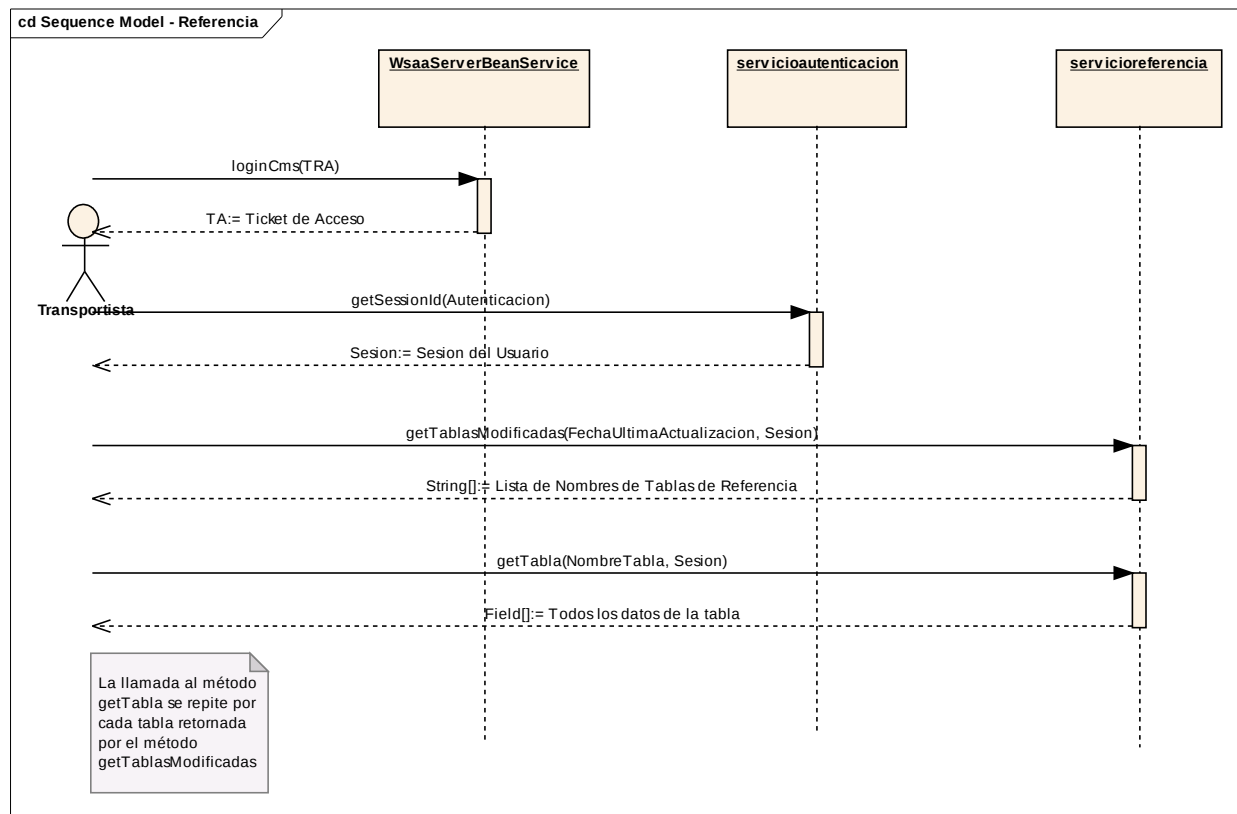 cd Sequence Model - Referencia
WsaaServerBeanService
servicioautenticacion
servicioreferencia
loginCms(TRA)
TA:= Ticket de Acceso
Transportista
getSessionId(Autenticacion)
Sesion:= Sesion del Usuario
getTablasModificadas(FechaUltimaActualizacion, Sesion)
String[]:= Lista de Nombres de Tablas de Referencia
getTabla(NombreTabla, Sesion)
Field[]:= Todos los datos de la tabla
La llamada al método
getTabla se repite por
cada tabla retornada
por el método
getTablasModificadas